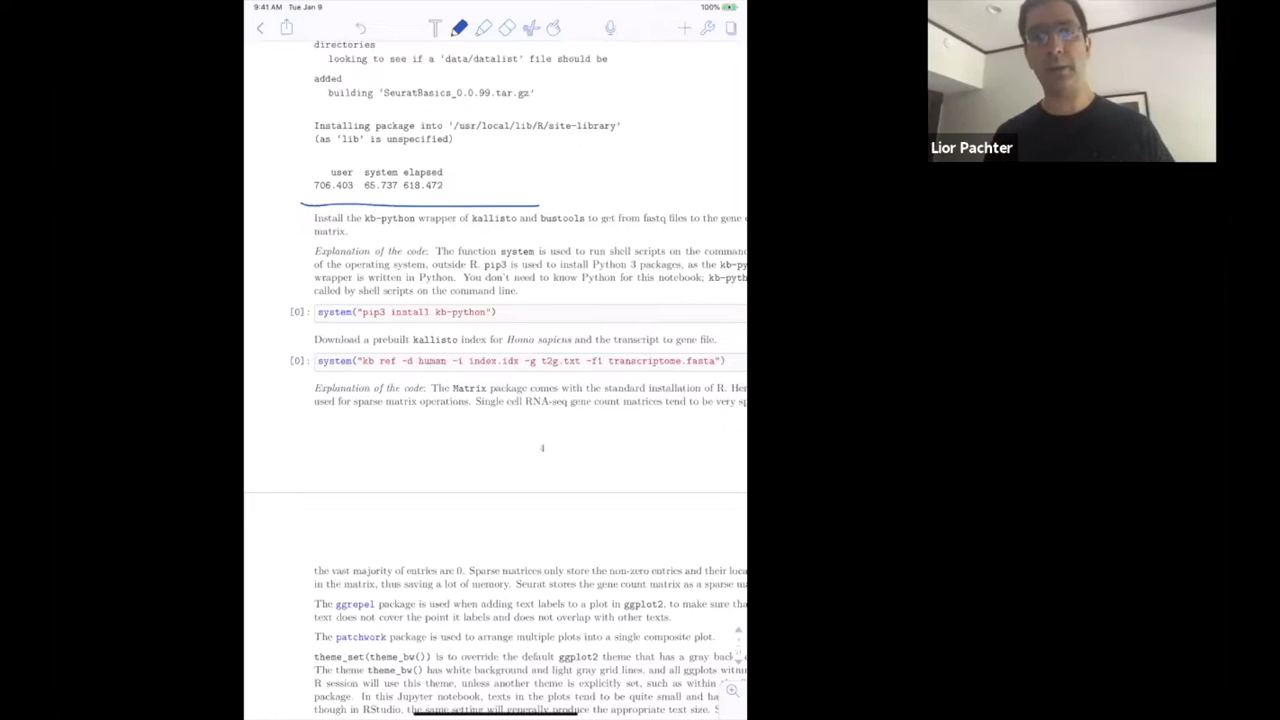 9:41 AM Tue Jan 9
100%
directories
looking to see if a 'data/datalist' file should be
added
building 'SeuratBasics_0.0.99.tar.gz'
Installing package into '/usr/local/lib/R/site-library'
(as 'lib' is unspecified)
user system elapsed
706.403 65.737 618.472
Install the kb-python wrapper of kallisto and bustools to get from fastq files to the gene
matrix.
Explanation of the code: The function system is used to run shell scripts on the command
of the operating system, outside R. pip3 is used to install Python 3 packages, as the kb-py
wrapper is written in Python. You don't need to know Python for this notebook; kb-pyth
called by shell scripts on the command line.
[0]: system("pip3 install kb-python")
Download a prebuilt kallisto index for Homo sapiens and the transcript to gene file.
[0]: system("kb ref -d human -i index.idx -g t2g.txt -f1 transcriptome.fasta")
Explanation of the code: The Matrix package comes with the standard installation of R. Her
used for sparse matrix operations. Single cell RNA-seq gene count matrices tend to be very sp
4
the vast majority of entries are 0. Sparse matrices only store the non-zero entries and their loca
in the matrix, thus saving a lot of memory. Seurat stores the gene count matrix as a sparse ma
The ggrepel package is used when adding text labels to a plot in ggplot2, to make sure tha
text does not cover the point it labels and does not overlap with other texts.
The patchwork package is used to arrange multiple plots into a single composite plot.
theme_set(theme_bw()) is to override the default ggplot2 theme that has a gray back
The theme theme_bw() has white background and light gray grid lines, and all ggplots within
R session will use this theme, unless another theme is explicitly set, such as within
package. In this Jupyter notebook, texts in the plots tend to be quite small and ha
though in RStudio, the same setting will generally produce the appropriate text size. S
Lior Pachter